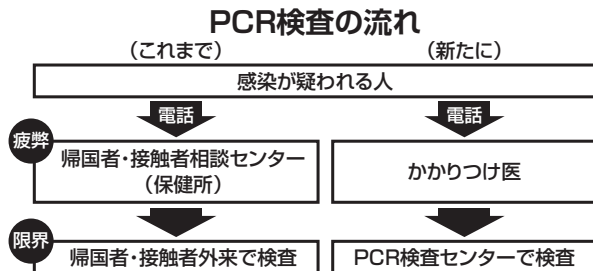 PCR検査の流れ
(これまで) (新たに)
感染が疑われる人
電話 電話
疲弊
帰国者・接触者相談センター
(保健所)
かかりつけ医
限界
帰国者・接触者外来で検査
PCR検査センターで検査